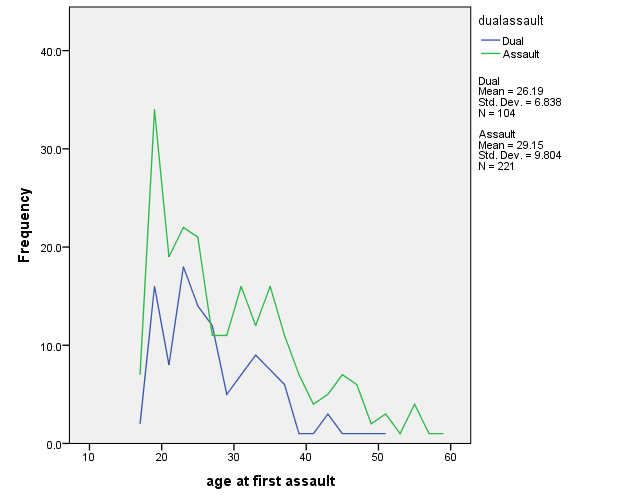 dualassault
Dual
Assault
Dual
Mean = 26.19
Std. Dev. = 6.838
N = 104
Assault
Mean = 29.15
Std. Dev. = 9.804
N = 221
Frequency
40.0
30.0
20.0
10.0
0.0
10 20 30 40 50 60
age at first assault